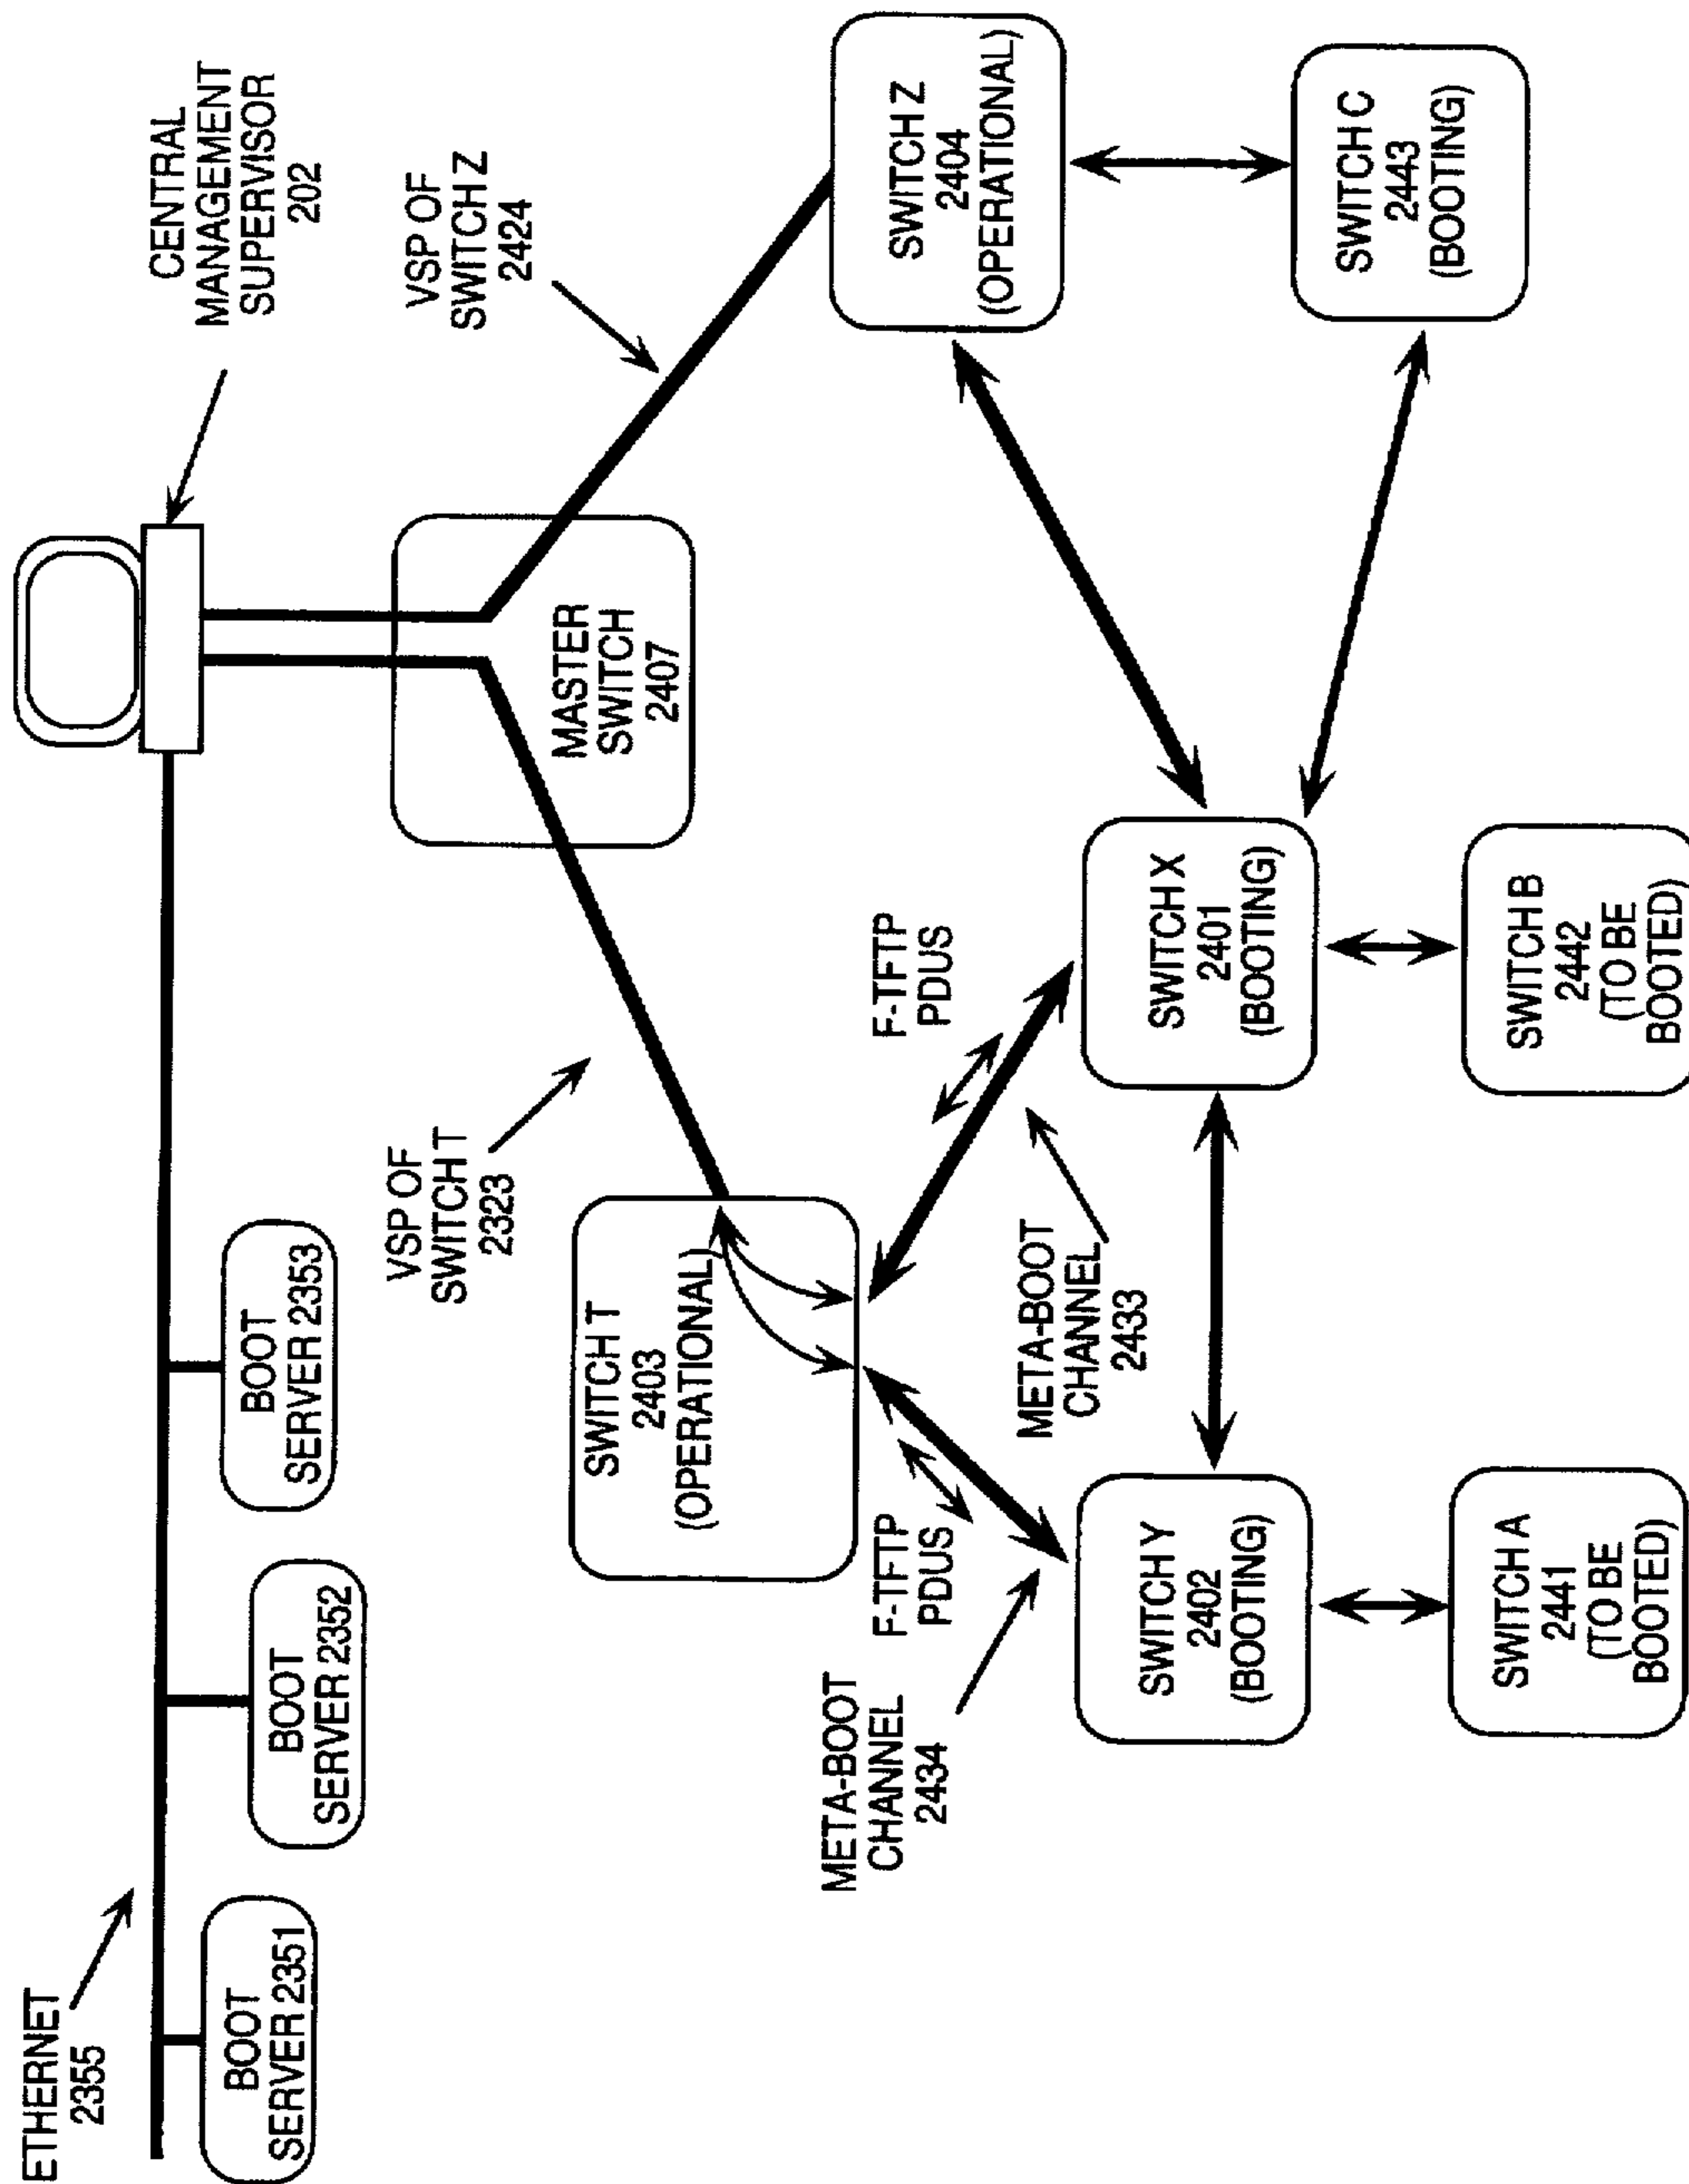 ETHERNET
2355
BOOT
SERVER 2351
BOOT
SERVER 2352
BOOT
SERVER 2353
CENTRAL
MANAGEMENT
SUPERVISOR
202
VSP OF
SWITCH T
2323
MASTER
SWITCH
2407
VSP OF
SWITCH Z
2424
SWITCH T
2403
(OPERATIONAL)
META-BOOT
CHANNEL
2434
F-TFTP
PDUS
META-BOOT
CHANNEL
2433
F-TFTP
PDUS
SWITCH Z
2404
(OPERATIONAL)
SWITCH Y
2402
(BOOTING)
SWITCH X
2401
(BOOTING)
SWITCH C
2443
(BOOTING)
SWITCH A
2441
(TO BE
BOOTED)
SWITCH B
2442
(TO BE
BOOTED)